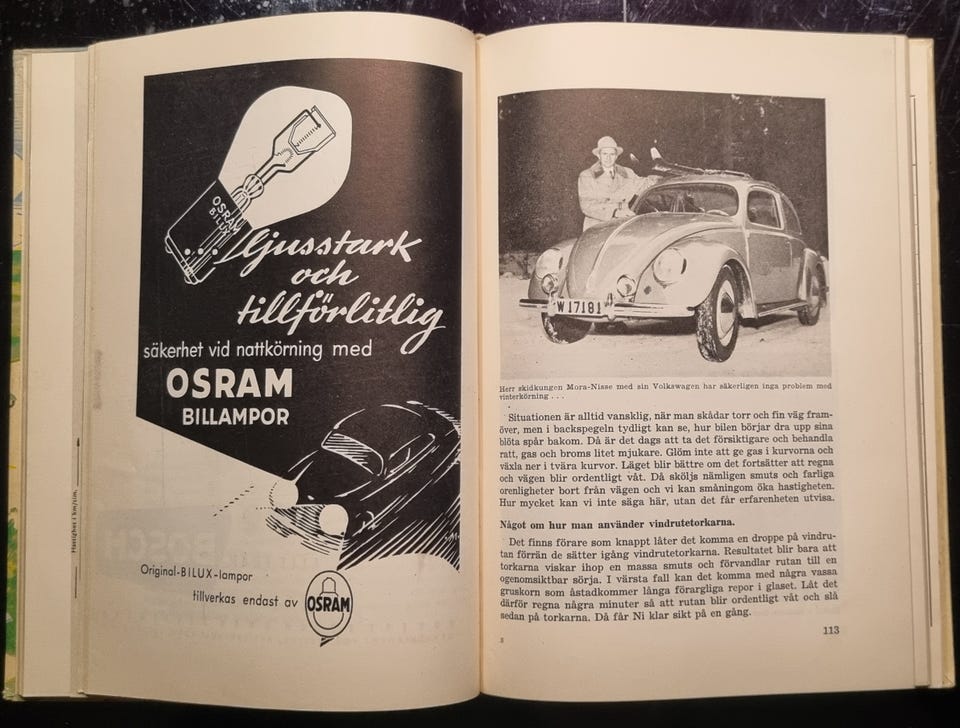 OSRAM
BILUX
ljusstark
och
tillförlitlig
säkerhet vid nattkörning med
OSRAM
BILLAMPOR
Original-BILUX-lampor
tillverkas endast av
OSRAM
Hastighet i km/tim.
W17181
Herr skidkungen Mora-Nisse med sin Volkswagen har säkerligen inga problem med
vinterkörning . . .
Situationen är alltid vansklig, när man skådar torr och fin väg fram-
över, men i backspegeln tydligt kan se, hur bilen börjar dra upp sina
blöta spår bakom. Då är det dags att ta det försiktigare och behandla
ratt, gas och broms litet mjukare. Glöm inte att ge gas i kurvorna och
växla ner i tvära kurvor. Läget blir bättre om det fortsätter att regna
och vägen blir ordentligt våt. Då sköljs nämligen smuts och farliga
orenligheter bort från vägen och vi kan småningom öka hastigheten.
Hur mycket kan vi inte säga här, utan det får erfarenheten utvisa.
Något om hur man använder vindrutetorkarna.
Det finns förare som knappt låter det komma en droppe på vindru-
tan förrän de sätter igång vindrutetorkarna. Resultatet blir bara att
torkarna viskar ihop en massa smuts och förvandlar rutan till en
ogenomsiktbar sörja. I värsta fall kan det komma med några vassa
gruskorn som åstadkommer långa förargliga repor i glaset. Låt det
därför regna några minuter så att rutan blir ordentligt våt och slå
sedan på torkarna. Då får Ni klar sikt på en gång.
113